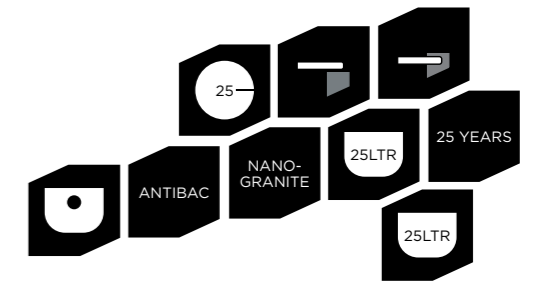 25
25 YEARS
25LTR
NANO-
GRANITE
ANTIBAC
25LTR